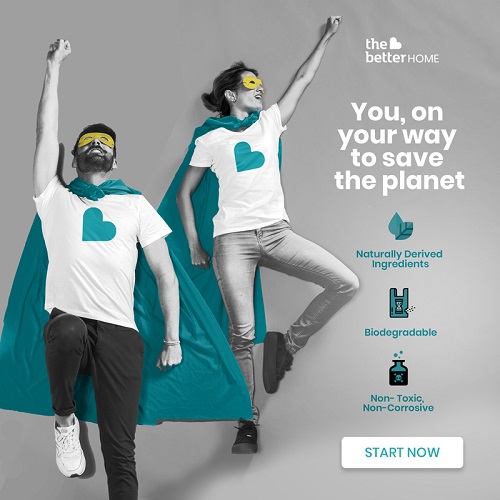 the
better HOME
You, on
your way
to save
the planet
Naturally Derived
Ingredients
Biodegradable
Non- Toxic,
Non-Corrosive
START NOW